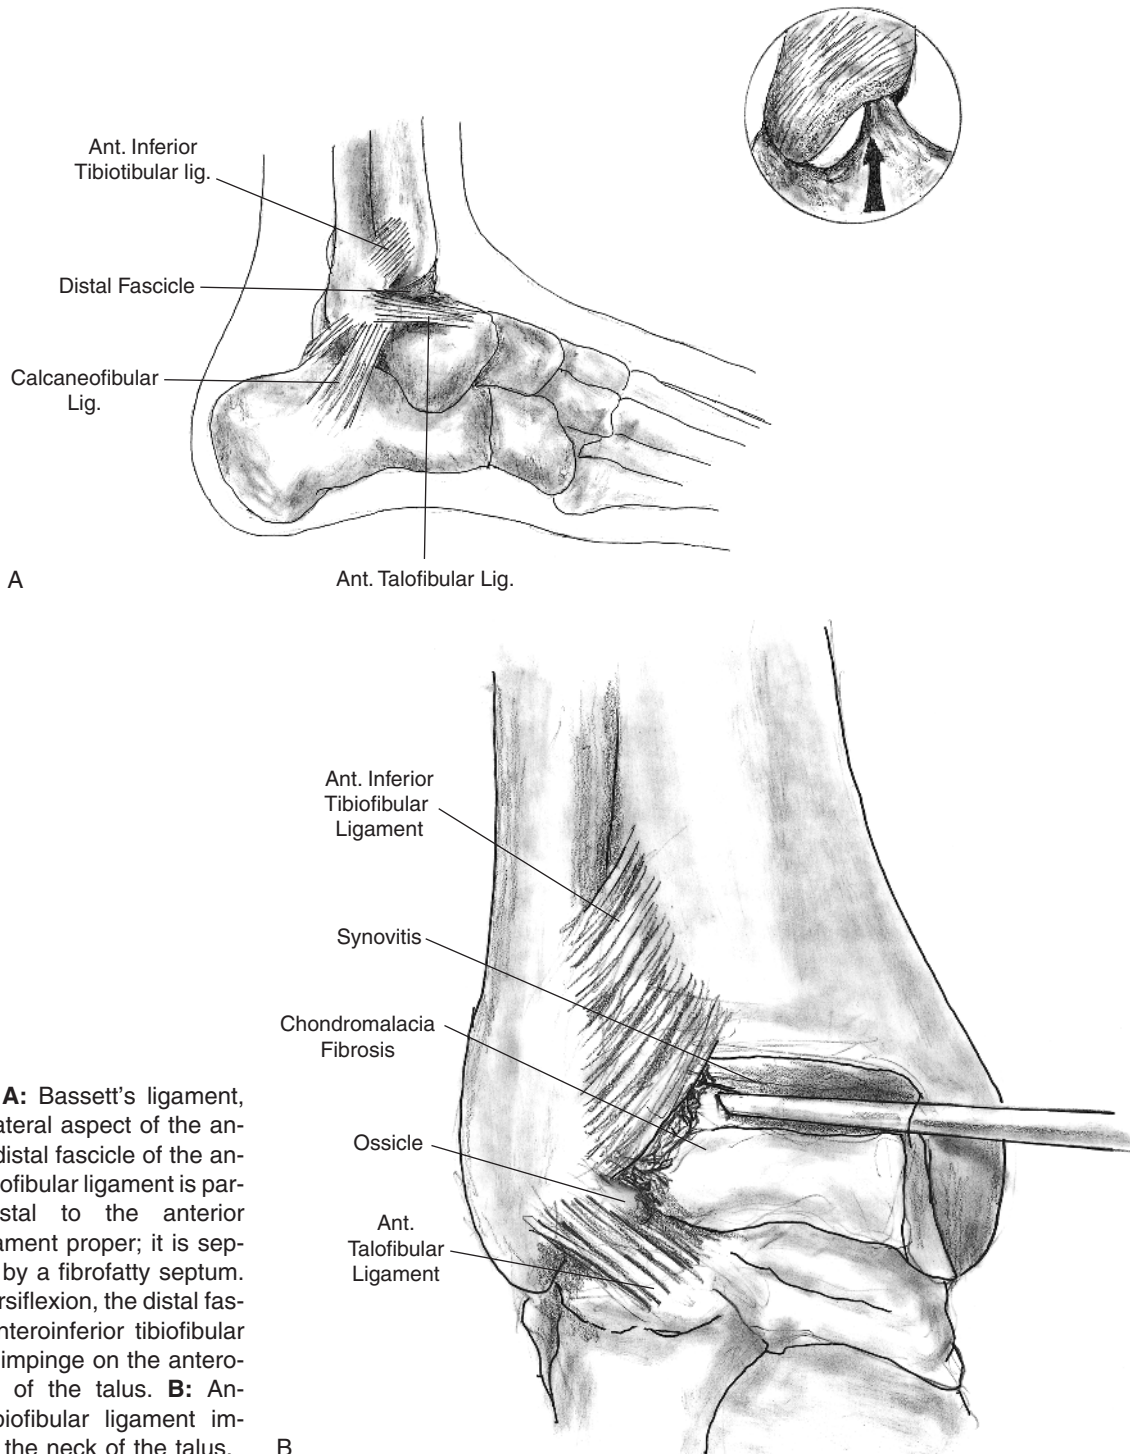 Ant. Inferior
Tibiotibular lig.
Distal Fascicle
Calcaneofibular
Lig.
Ant. Talofibular Lig.
A
Ant. Inferior
Tibiofibular
Ligament
Synovitis
Chondromalacia
Fibrosis
Ossicle
Ant.
Talofibular
Ligament
B
A: Bassett's ligament,
ateral aspect of the an-
distal fascicle of the an-
ofibular ligament is par-
stal to the anterior
ament proper; it is sep-
by a fibrofatty septum.
rsiflexion, the distal fas-
nteroinferior tibiofibular
impinge on the antero-
of the talus. B: An-
biofibular ligament im-
the neck of the talus.